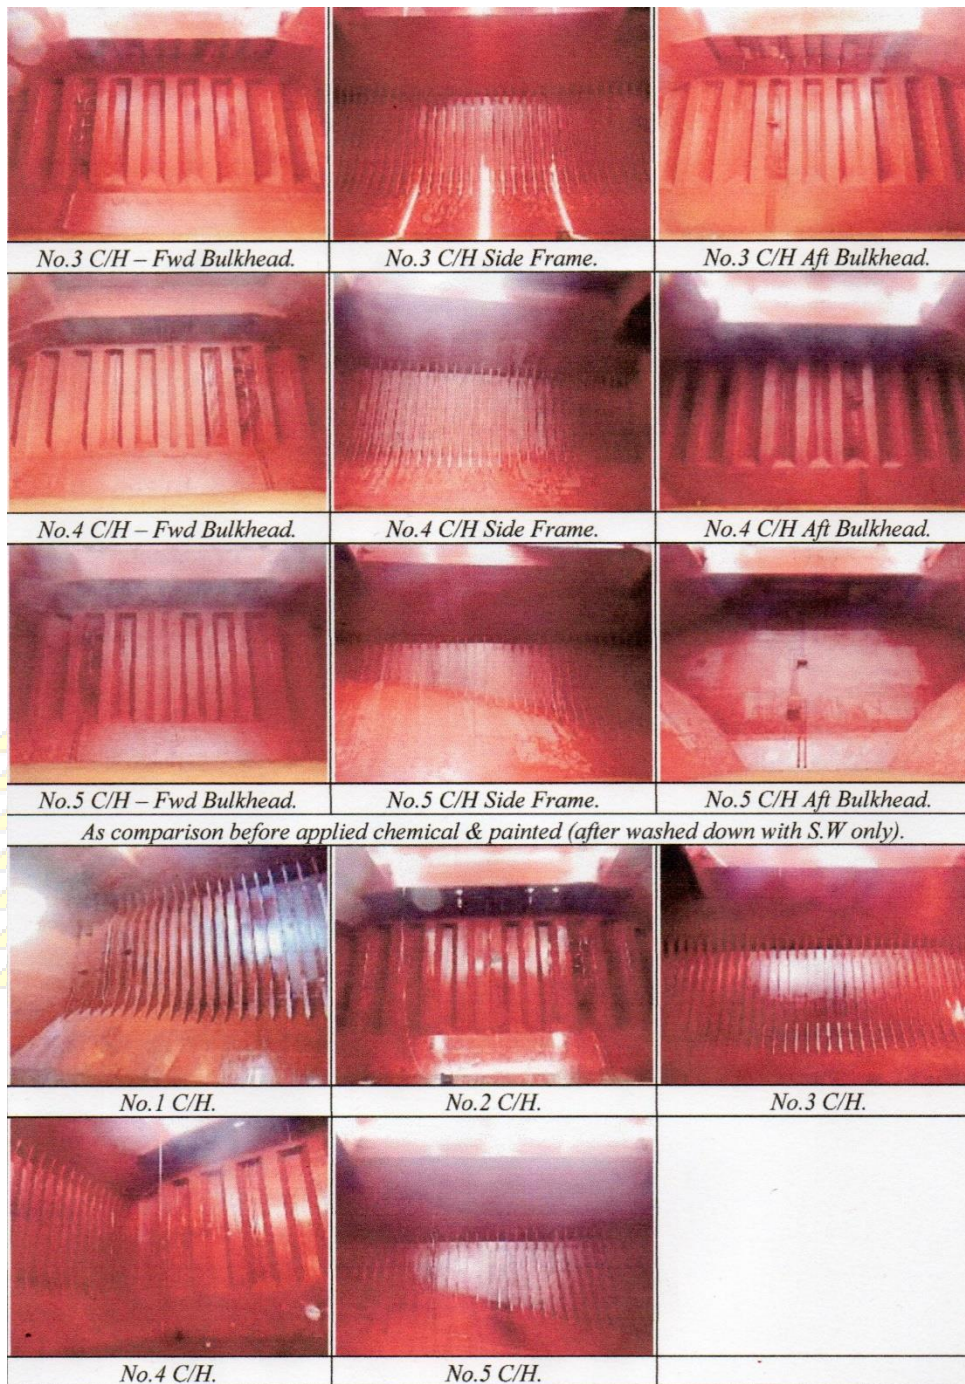 No.3 C/H – Fwd Bulkhead.
No.3 C/H Side Frame.
No.3 C/H Aft Bulkhead.
No.4 C/H – Fwd Bulkhead.
No.4 C/H Side Frame.
No.4 C/H Aft Bulkhead.
No.5 C/H – Fwd Bulkhead.
No.5 C/H Side Frame.
No.5 C/H Aft Bulkhead.
As comparison before applied chemical & painted (after washed down with S.W only).
No.1 C/H.
No.2 C/H.
No.3 C/H.
No.4 C/H.
No.5 C/H.